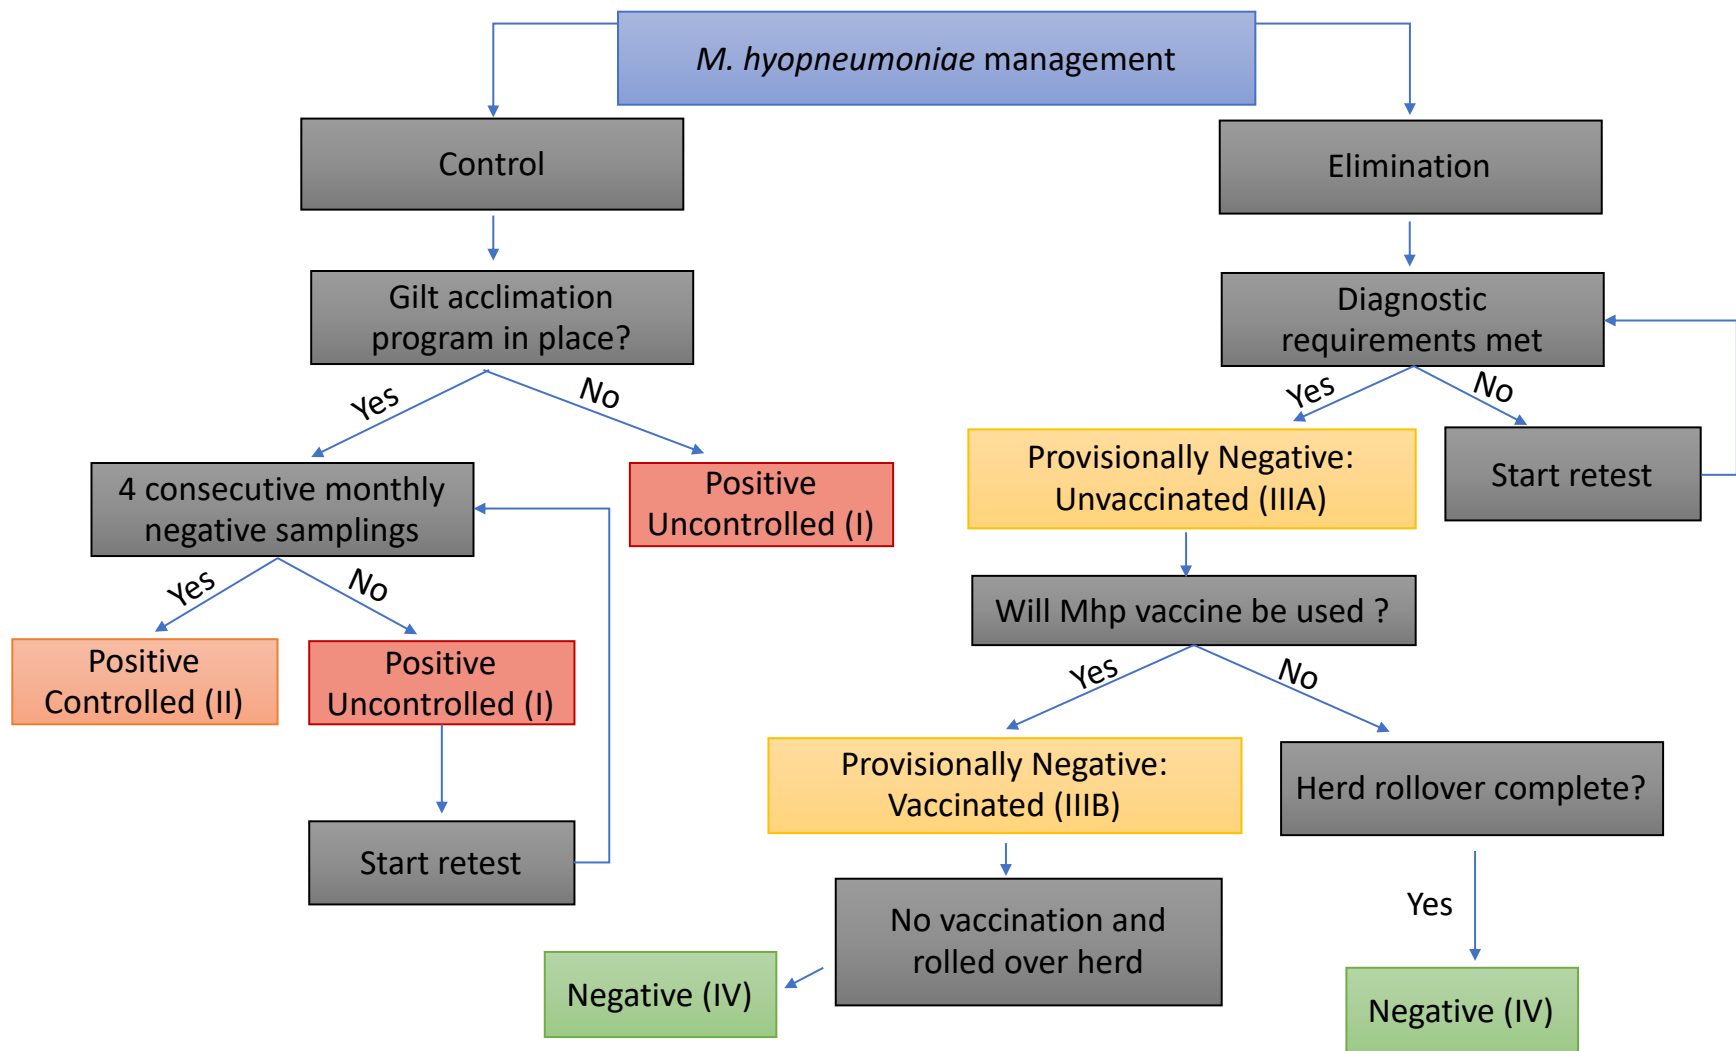 M. hyopneumoniae management
Control
Elimination
Gilt acclimation
program in place?
Diagnostic
requirements met
Yes
No
Yes
No
4 consecutive monthly
negative samplings
Positive
Uncontrolled (I)
Provisionally Negative:
Unvaccinated (IIIA)
Start retest
Yes
No
Will Mhp vaccine be used ?
Positive
Controlled (II)
Positive
Uncontrolled (I)
Yes
No
Provisionally Negative:
Vaccinated (IIIB)
Herd rollover complete?
Start retest
No vaccination and
rolled over herd
Yes
Negative (IV)
Negative (IV)